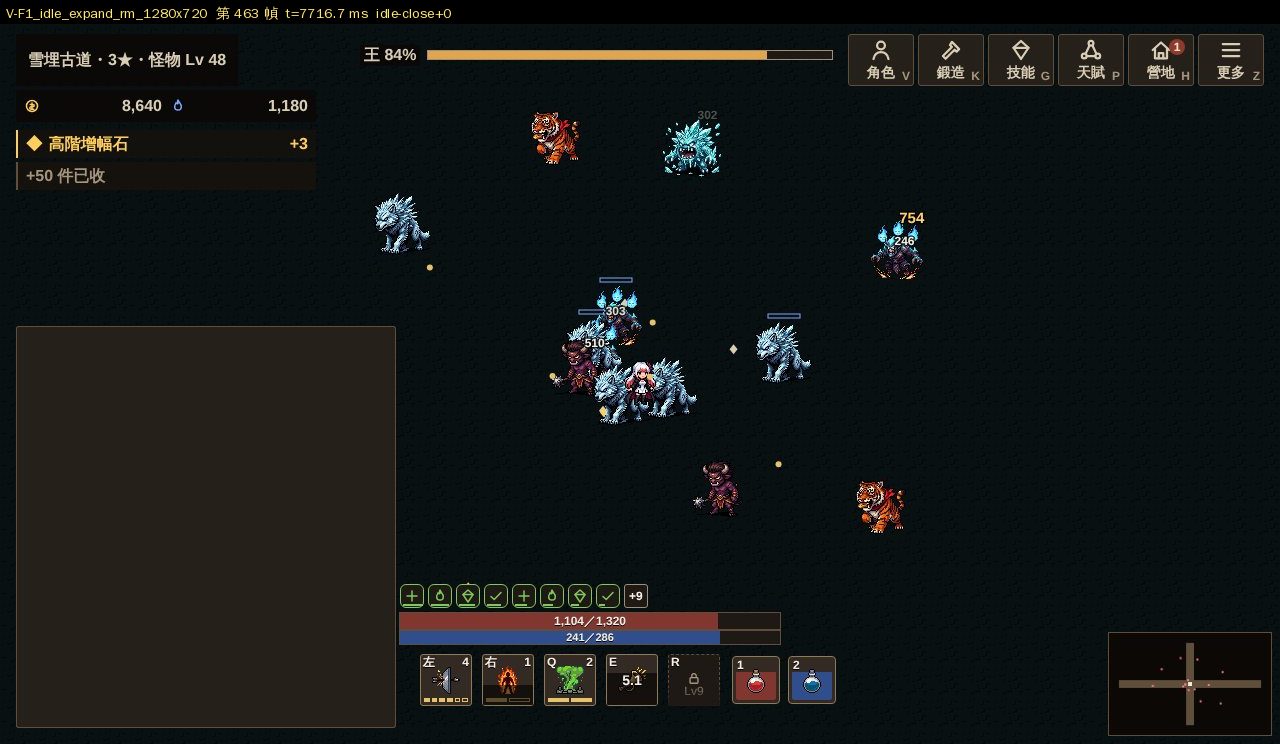 V-F1_idle_expand_rm_1280x720 第 463 幀 t=7716.7 ms idle-close+0
雪埋古道・3★・怪物 Lv 48
王 84%
角色 V
鍛造 K
技能 G
天賦 P
營地 H 1
更多 Z
8,640 1,180
◆ 高階增幅石 +3
+50 件已收
302
754
246
303
510
+9
1,104／1,320
241／286
左 4
右 1
Q 2
E 5.1
R Lv9
1
2